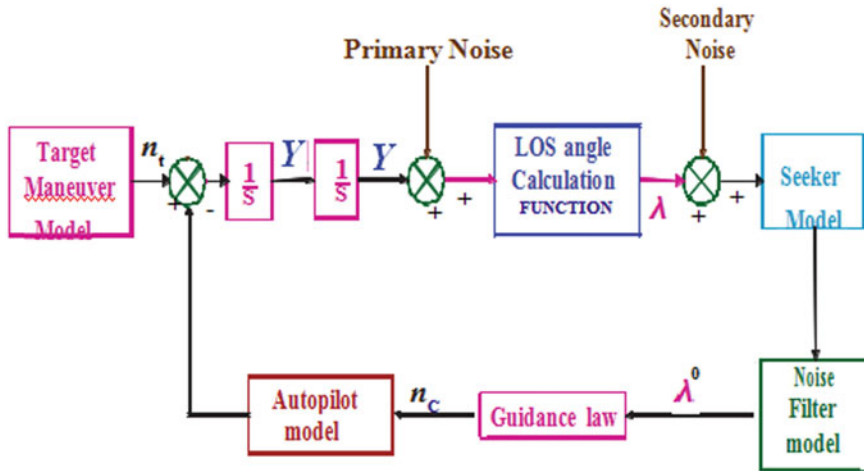 Primary Noise
Secondary
Noise
Target
Maneuver
Model
n_t
+
-
1/S
Y
1/S
Y
+
+
LOS angle
Calculation
FUNCTION
λ
+
+
Seeker
Model
Noise
Filter
model
λ⁰
Guidance law
n_C
Autopilot
model